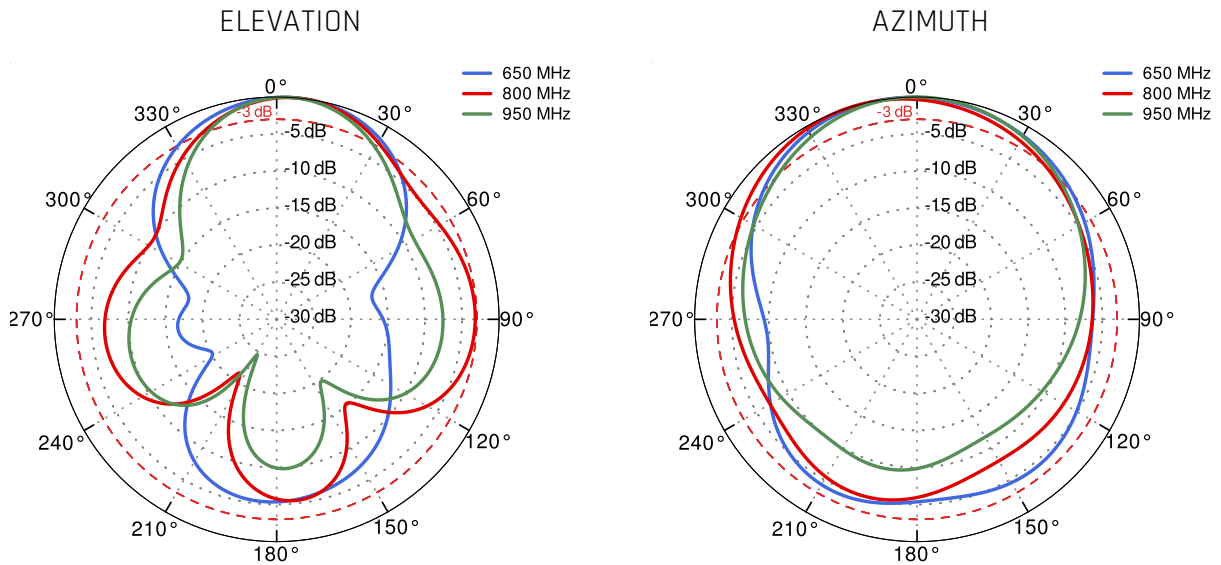 ELEVATION
650 MHz
800 MHz
950 MHz
0°
330°
30°
-3 dB
-5 dB
-10 dB
300°
60°
-15 dB
-20 dB
-25 dB
-30 dB
270°
90°
240°
120°
210°
150°
180°
AZIMUTH
650 MHz
800 MHz
950 MHz
0°
330°
30°
-3 dB
-5 dB
-10 dB
300°
60°
-15 dB
-20 dB
-25 dB
-30 dB
270°
90°
240°
120°
210°
150°
180°